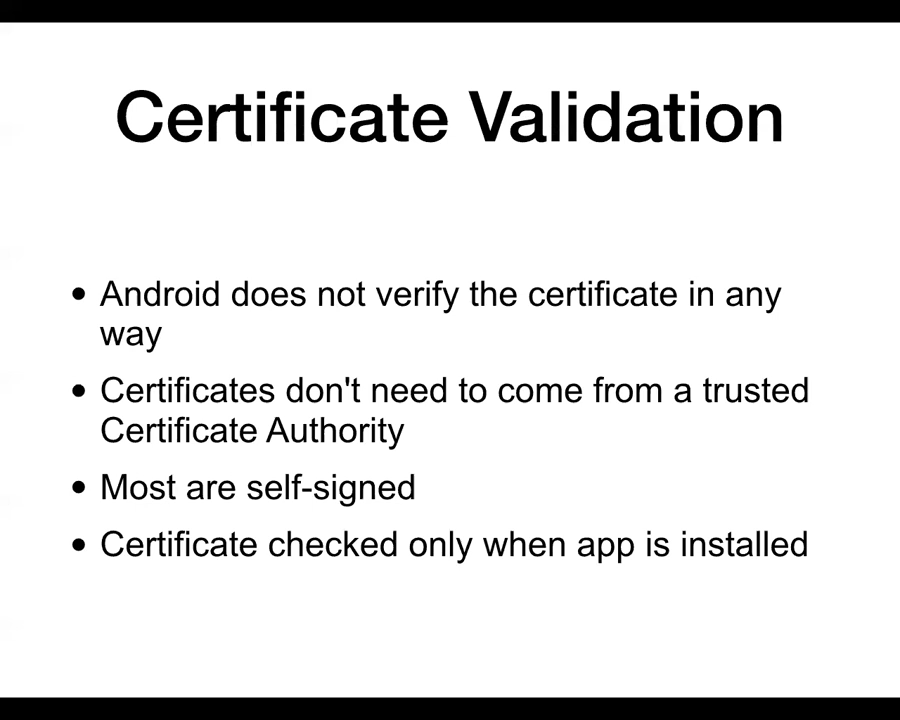 Certificate Validation
• Android does not verify the certificate in any
way
• Certificates don't need to come from a trusted
Certificate Authority
• Most are self-signed
• Certificate checked only when app is installed